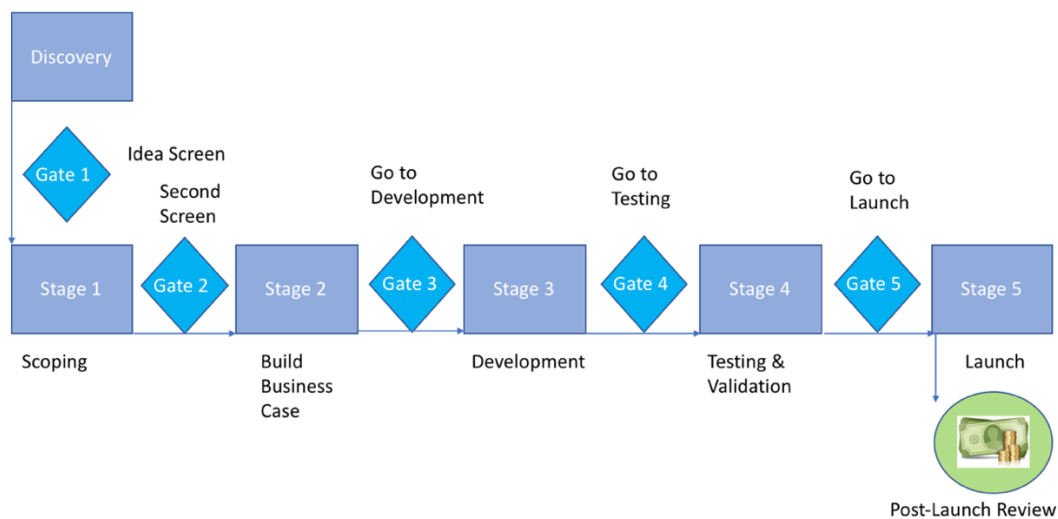 Discovery
Gate 1
Idea Screen
Second
Screen
Go to
Development
Go to
Testing
Go to
Launch
Stage 1
Gate 2
Stage 2
Gate 3
Stage 3
Gate 4
Stage 4
Gate 5
Stage 5
Scoping
Build
Business
Case
Development
Testing &
Validation
Launch
Post-Launch Review